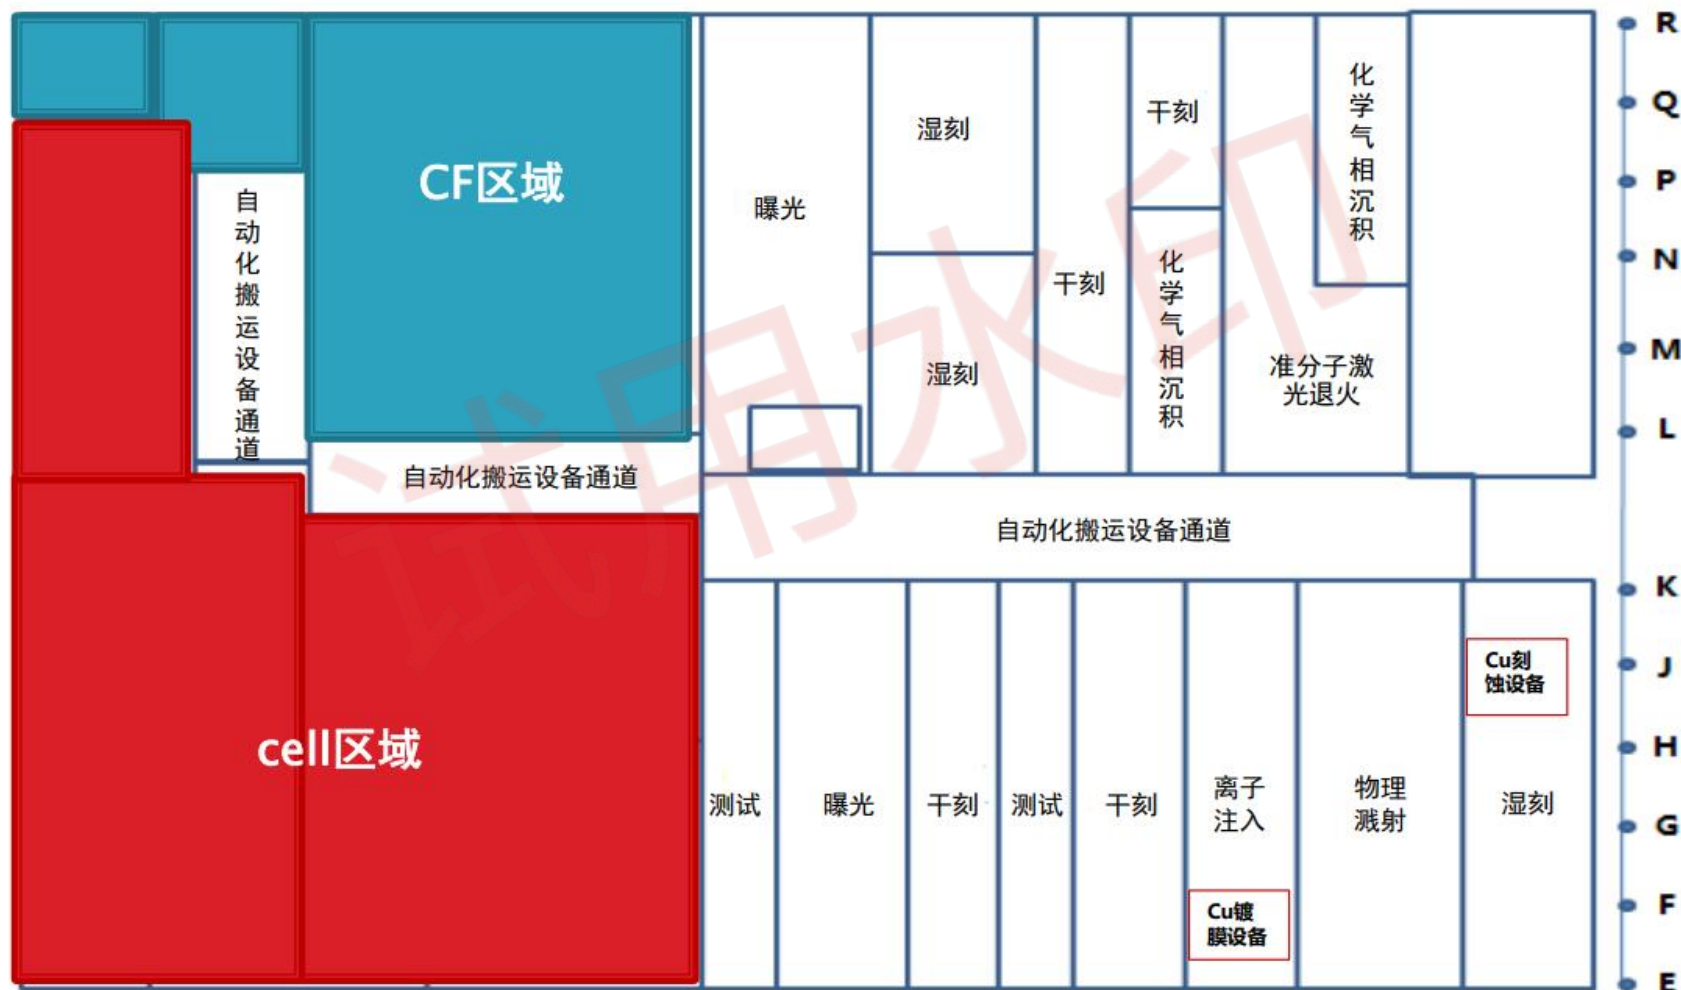 CF区域
自动化搬运设备通道
自动化搬运设备通道
cell区域
曝光
湿刻
湿刻
干刻
干刻
化学气相沉积
化学气相沉积
准分子激
光退火
自动化搬运设备通道
测试
曝光
干刻
测试
干刻
离子
注入
Cu镀
膜设备
物理
溅射
Cu刻
蚀设备
湿刻
R
Q
P
N
M
L
K
J
H
G
F
E
试用水印